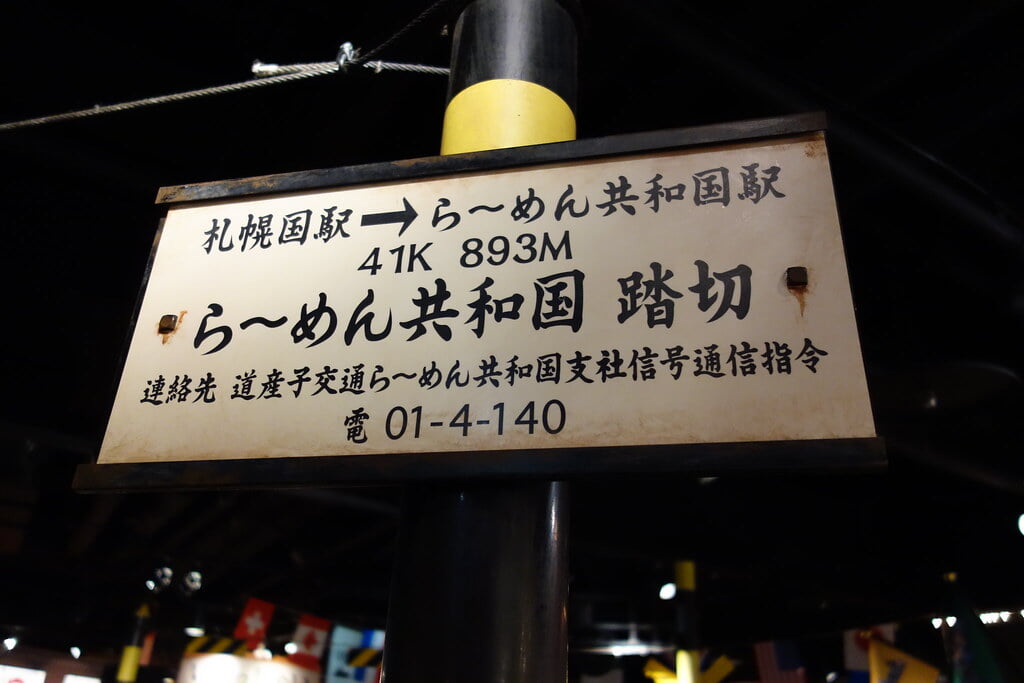 札幌国駅→ら〜めん共和国駅
41K 893M
ら〜めん共和国 踏切
連絡先 道産子交通ら〜めん共和国支社信号通信指令
電 01-4-140